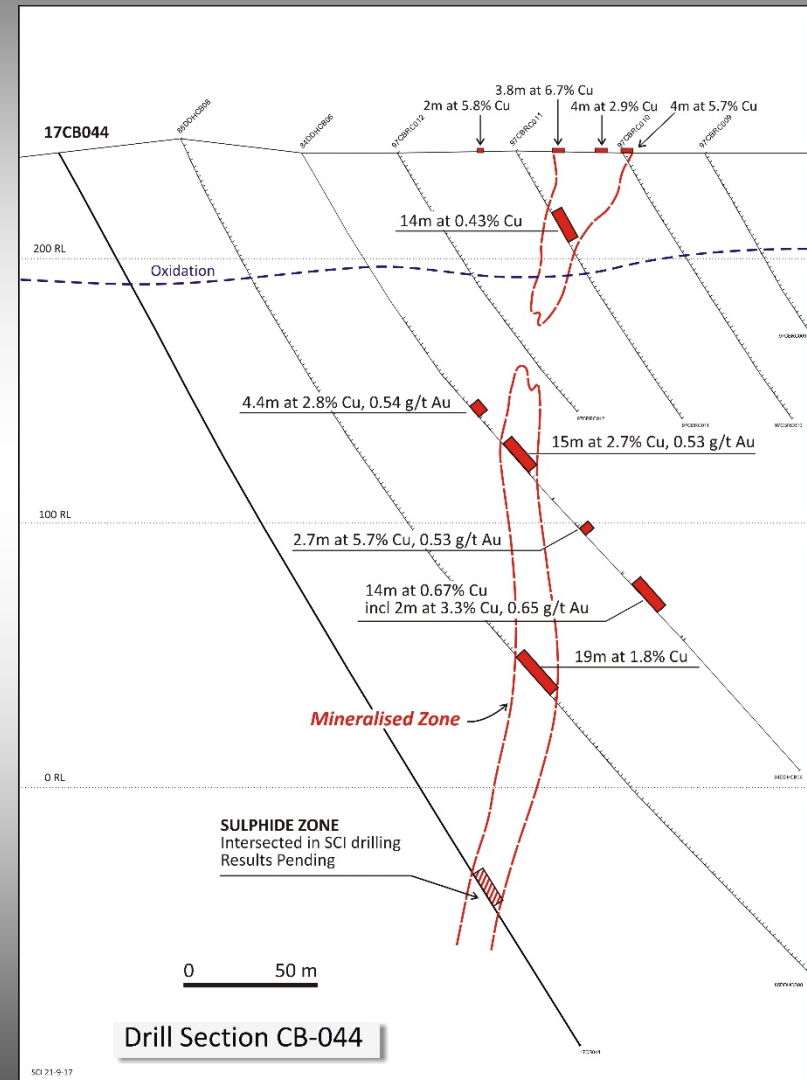 3.8m at 6.7% Cu
2m at 5.8% Cu
4m at 2.9% Cu
4m at 5.7% Cu
17CB044
97CBRC012
97CBRC011
97CBRC010
97CBRC009
14m at 0.43% Cu
200 RL
Oxidation
4.4m at 2.8% Cu, 0.54 g/t Au
15m at 2.7% Cu, 0.53 g/t Au
100 RL
2.7m at 5.7% Cu, 0.53 g/t Au
14m at 0.67% Cu
incl 2m at 3.3% Cu, 0.65 g/t Au
19m at 1.8% Cu
Mineralised Zone
0 RL
SULPHIDE ZONE
Intersected in SCI drilling
Results Pending
0 50 m
Drill Section CB-044
17CB044
SCI 21-9-17